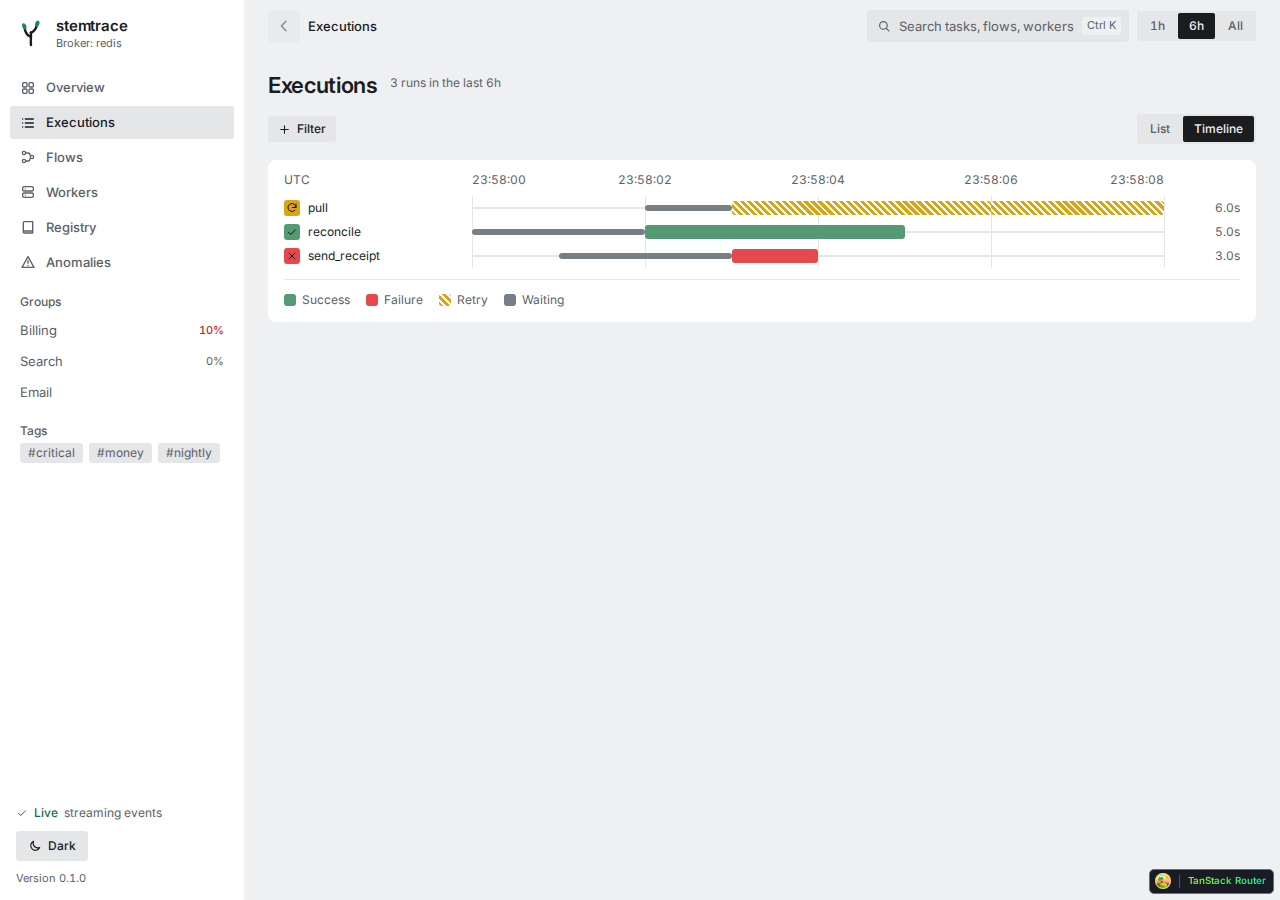 stemtrace
Broker: redis
Overview
Executions
Flows
Workers
Registry
Anomalies
Groups
Billing 10%
Search 0%
Email
Tags
#critical #money #nightly
Live streaming events
Dark
Version 0.1.0
Executions
Search tasks, flows, workers Ctrl K
1h 6h All
Executions 3 runs in the last 6h
Filter
List Timeline
UTC 23:58:00 23:58:02 23:58:04 23:58:06 23:58:08
pull 6.0s
reconcile 5.0s
send_receipt 3.0s
Success Failure Retry Waiting
TanStack Router